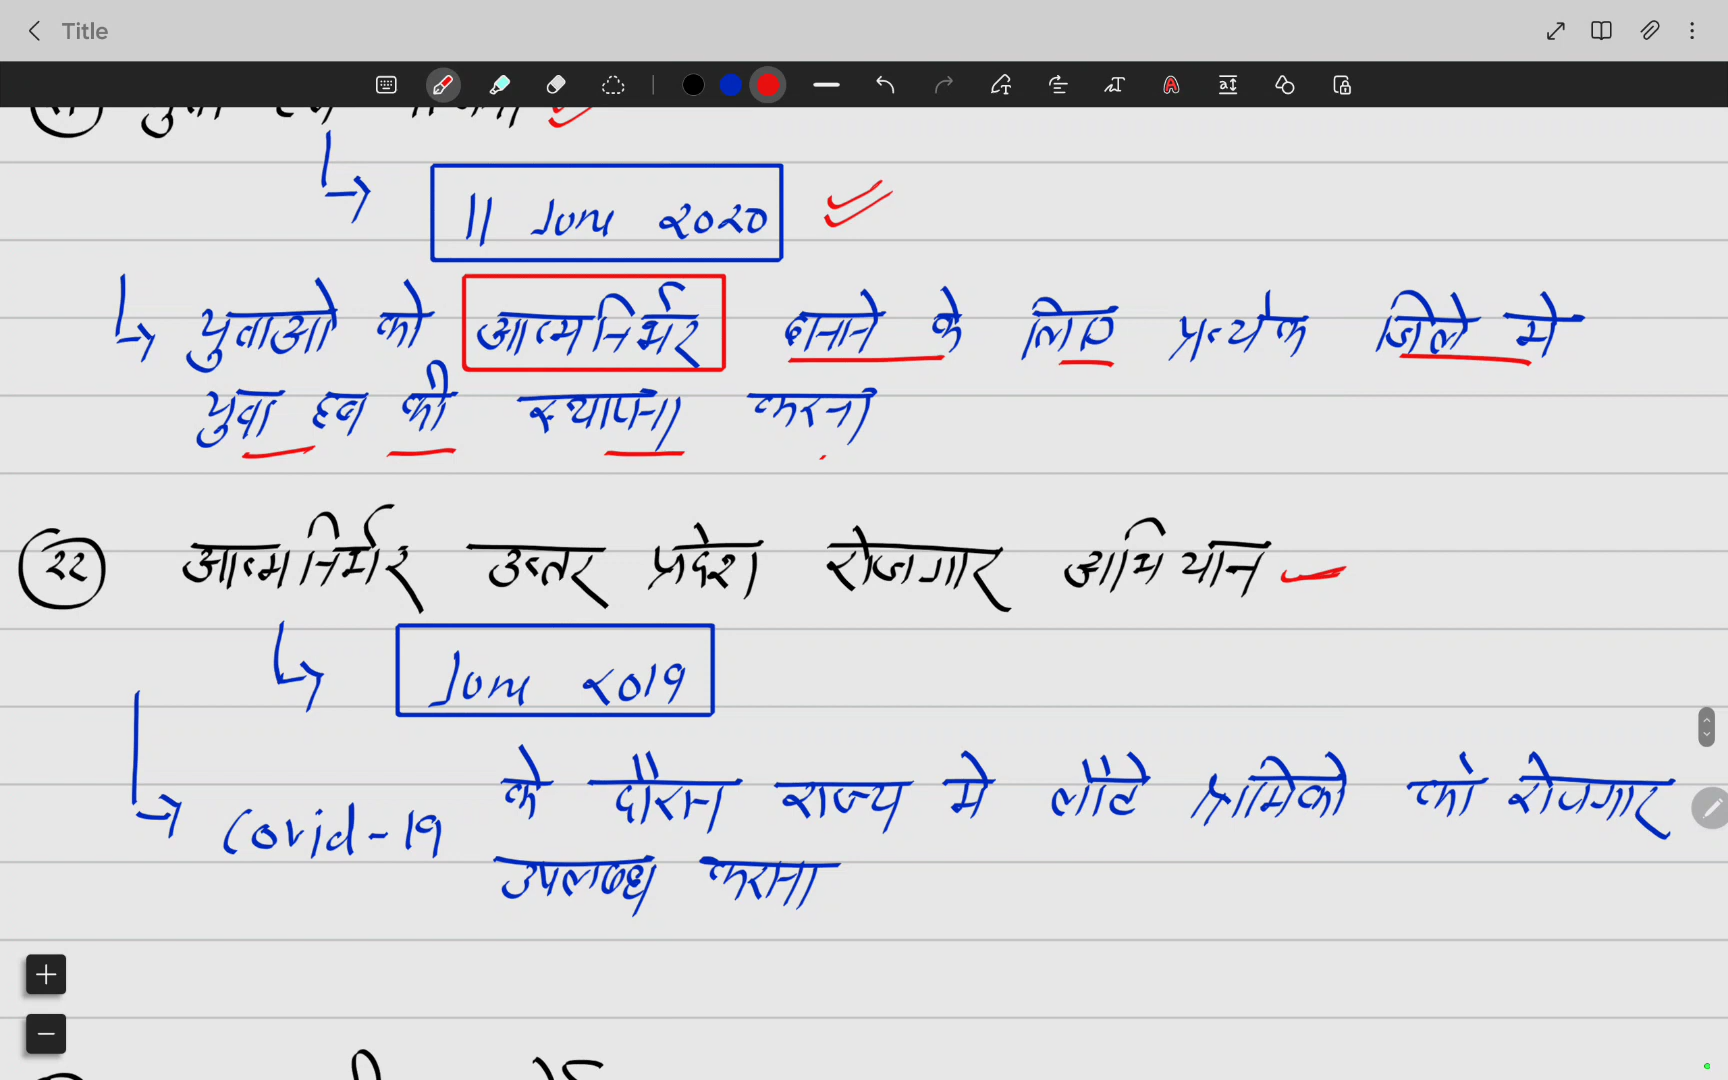 Title
11 June 2020
युवाओ को आत्मनिर्भर बनाने के लिए प्रत्येक जिले मे
युवा हब की स्थापना करना
22 आत्मनिर्भर उत्तर प्रदेश रोजगार अभियान
June 2019
Covid-19 के दौरान राज्य मे लौटे श्रमिको को रोजगार
उपलब्ध कराना